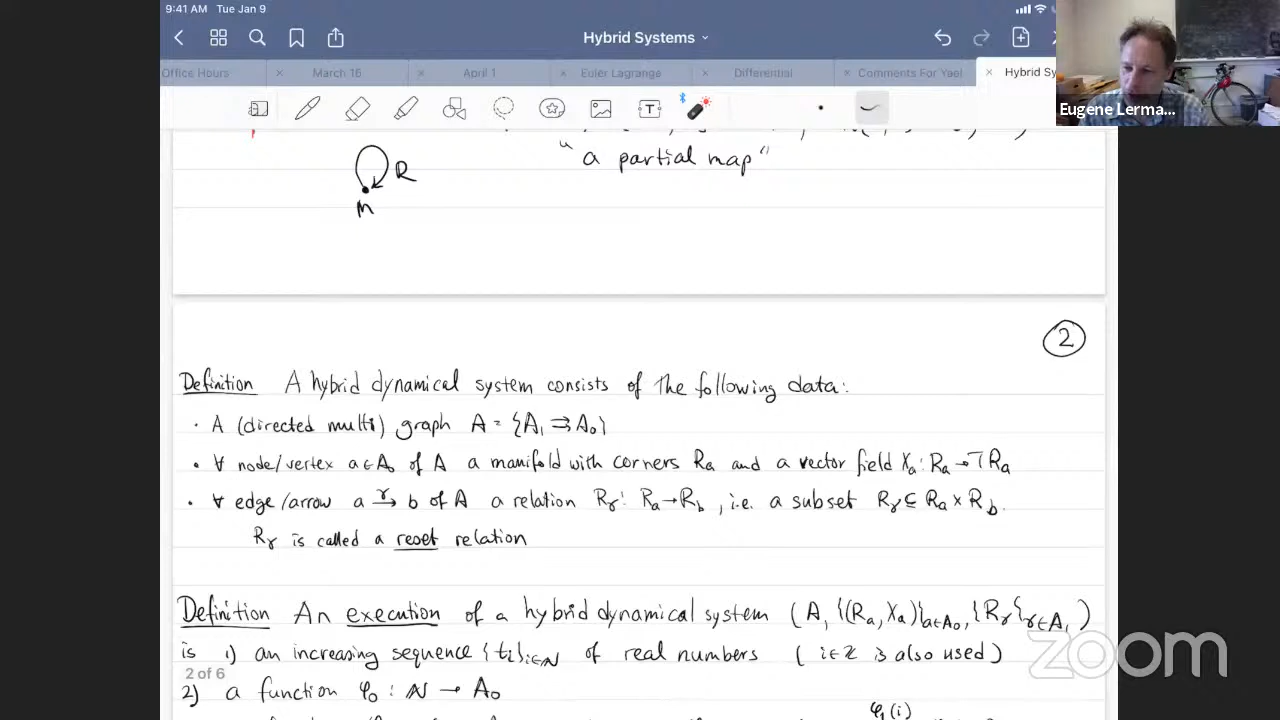 9:41 AM Tue Jan 9
Hybrid Systems
Office Hours
March 16
April 1
Euler Lagrange
Differential
Comments For Yael
Hybrid Sy
Eugene Lerma...
"a partial map"
R
M
2
Definition A hybrid dynamical system consists of the following data:
· A (directed multi) graph A = {A₁ ⇉ A₀}
· ∀ node/vertex a∈A₀ of A a manifold with corners Rₐ and a vector field Xₐ: Rₐ → TRₐ
· ∀ edge/arrow a →^γ b of A a relation R_γ: Rₐ → R_b, i.e. a subset R_γ ⊆ Rₐ × R_b.
R_γ is called a reset relation
Definition An execution of a hybrid dynamical system (A, {(Rₐ, Xₐ)}_{a∈A₀}, {R_γ}_{γ∈A₁})
is 1) an increasing sequence {tᵢ}_{i∈ℕ} of real numbers (i∈ℤ is also used)
2 of 6
2) a function φ₀ : ℕ → A₀
φ₁(i)
zoom